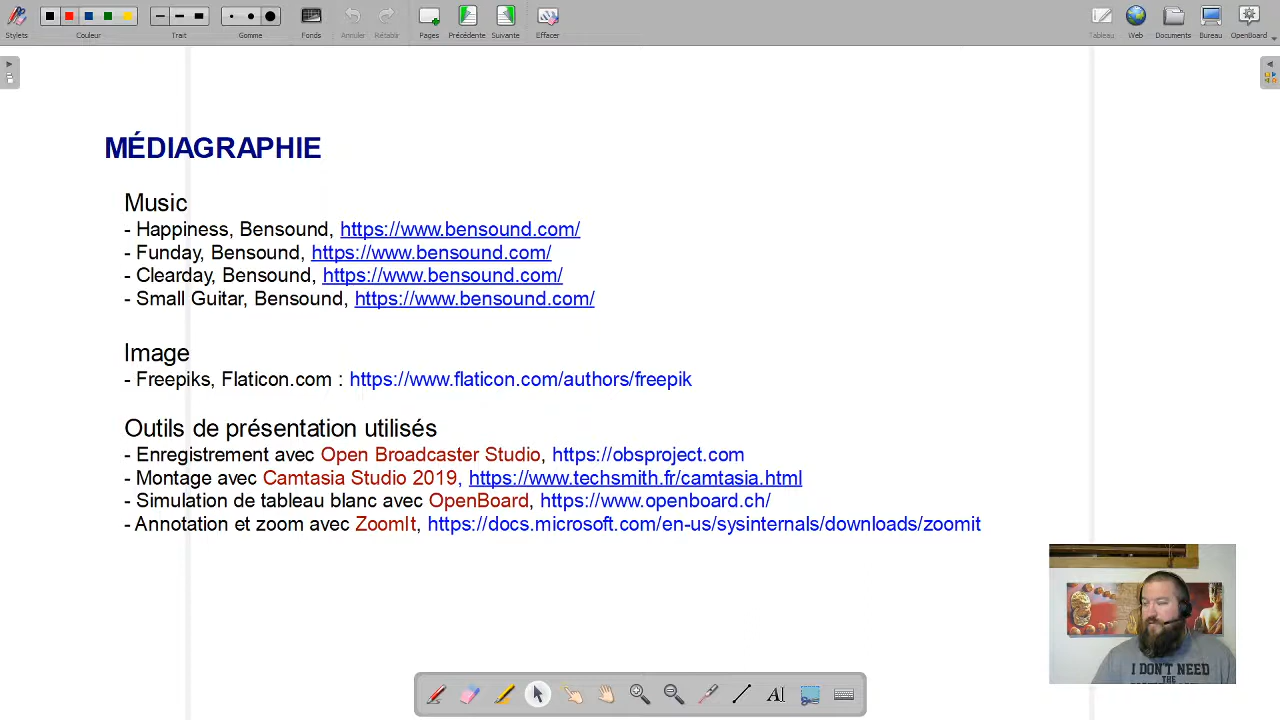 Stylets
Couleur
Trait
Gomme
Fonds
Annuler
Rétablir
Pages
Précédente
Suivante
Effacer
Tableau
Web
Documents
Bureau
OpenBoard
MÉDIAGRAPHIE
Music
- Happiness, Bensound, https://www.bensound.com/
- Funday, Bensound, https://www.bensound.com/
- Clearday, Bensound, https://www.bensound.com/
- Small Guitar, Bensound, https://www.bensound.com/
Image
- Freepiks, Flaticon.com : https://www.flaticon.com/authors/freepik
Outils de présentation utilisés
- Enregistrement avec Open Broadcaster Studio, https://obsproject.com
- Montage avec Camtasia Studio 2019, https://www.techsmith.fr/camtasia.html
- Simulation de tableau blanc avec OpenBoard, https://www.openboard.ch/
- Annotation et zoom avec ZoomIt, https://docs.microsoft.com/en-us/sysinternals/downloads/zoomit
I DON'T NEED
THE
AI